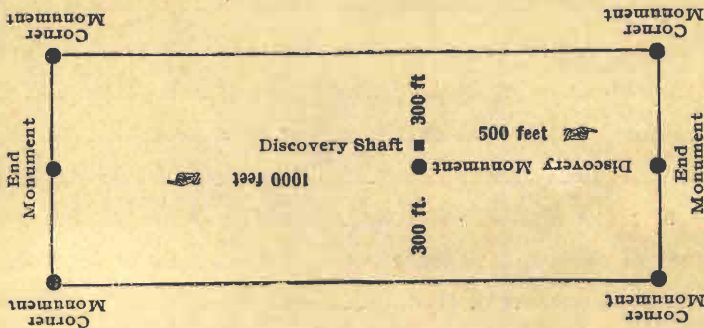 Corner
Monument
Corner
Monument
End
Monument
300 ft
Discovery Shaft
500 feet
Discovery Monument
1000 feet
300 ft.
End
Monument
Corner
Monument
Corner
Monument